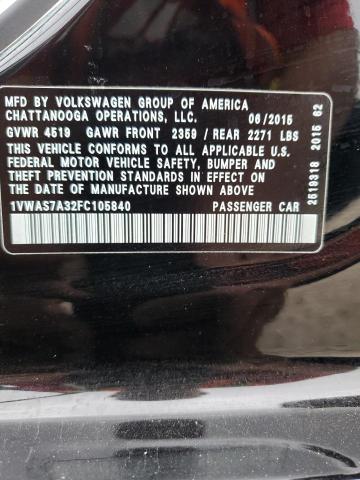 MFD BY VOLKSWAGEN GROUP OF AMERICA
CHATTANOOGA OPERATIONS, LLC. 06/2015
GVWR 4519 GAWR FRONT 2359 / REAR 2271 LBS
THIS VEHICLE CONFORMS TO ALL APPLICABLE U.S.
FEDERAL MOTOR VEHICLE SAFETY, BUMPER AND
THEFT PREVENTION STANDARDS IN EFFECT ON
THE DATE OF MANUFACTURE SHOWN ABOVE.
1VWAS7A32FC105840 PASSENGER CAR
2619318 2015 62